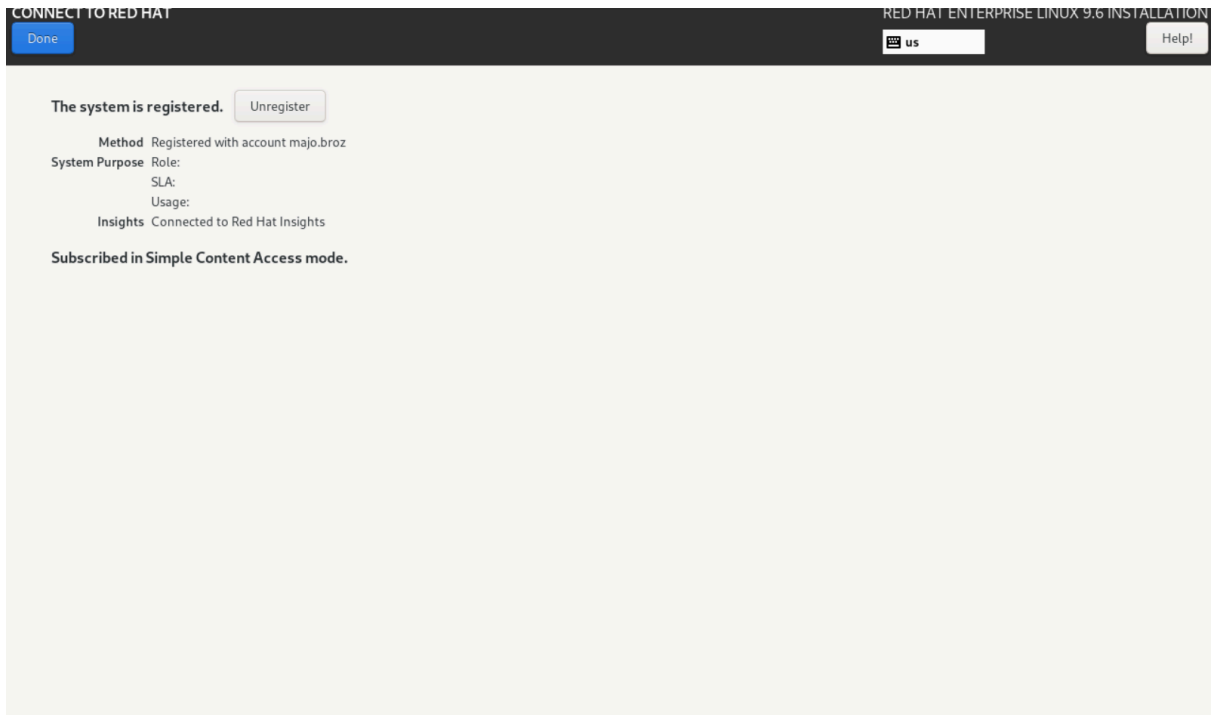 CONNECT TO RED HAT
RED HAT ENTERPRISE LINUX 9.6 INSTALLATION
Done
us
Help!
The system is registered.
Unregister
Method Registered with account majo.broz
System Purpose Role:
SLA:
Usage:
Insights Connected to Red Hat Insights
Subscribed in Simple Content Access mode.